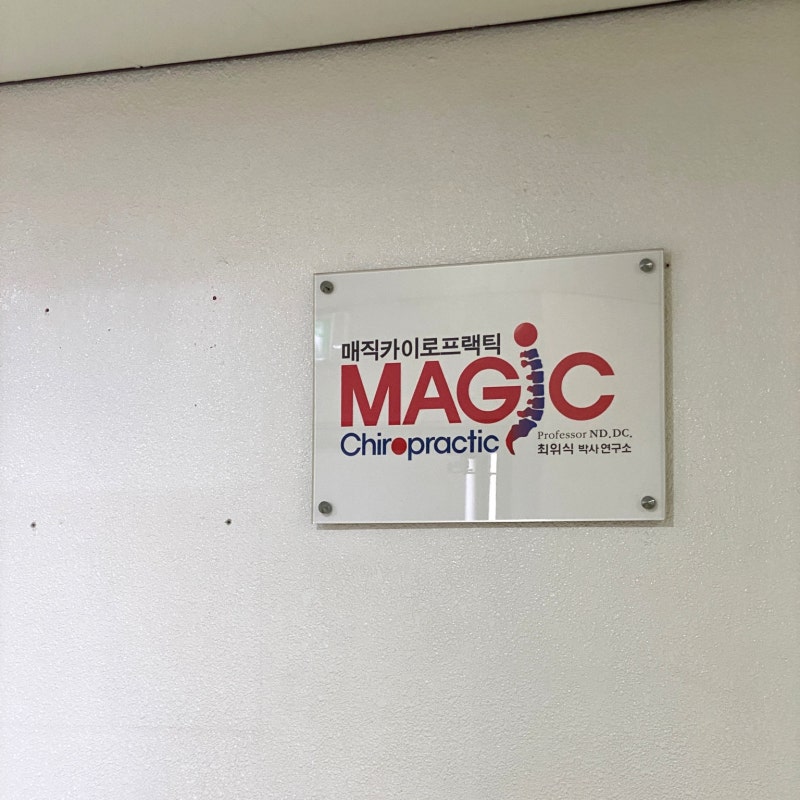 매직카이로프랙틱
MAGiC
Chiropractic
Professor ND,DC,
최위식 박사연구소